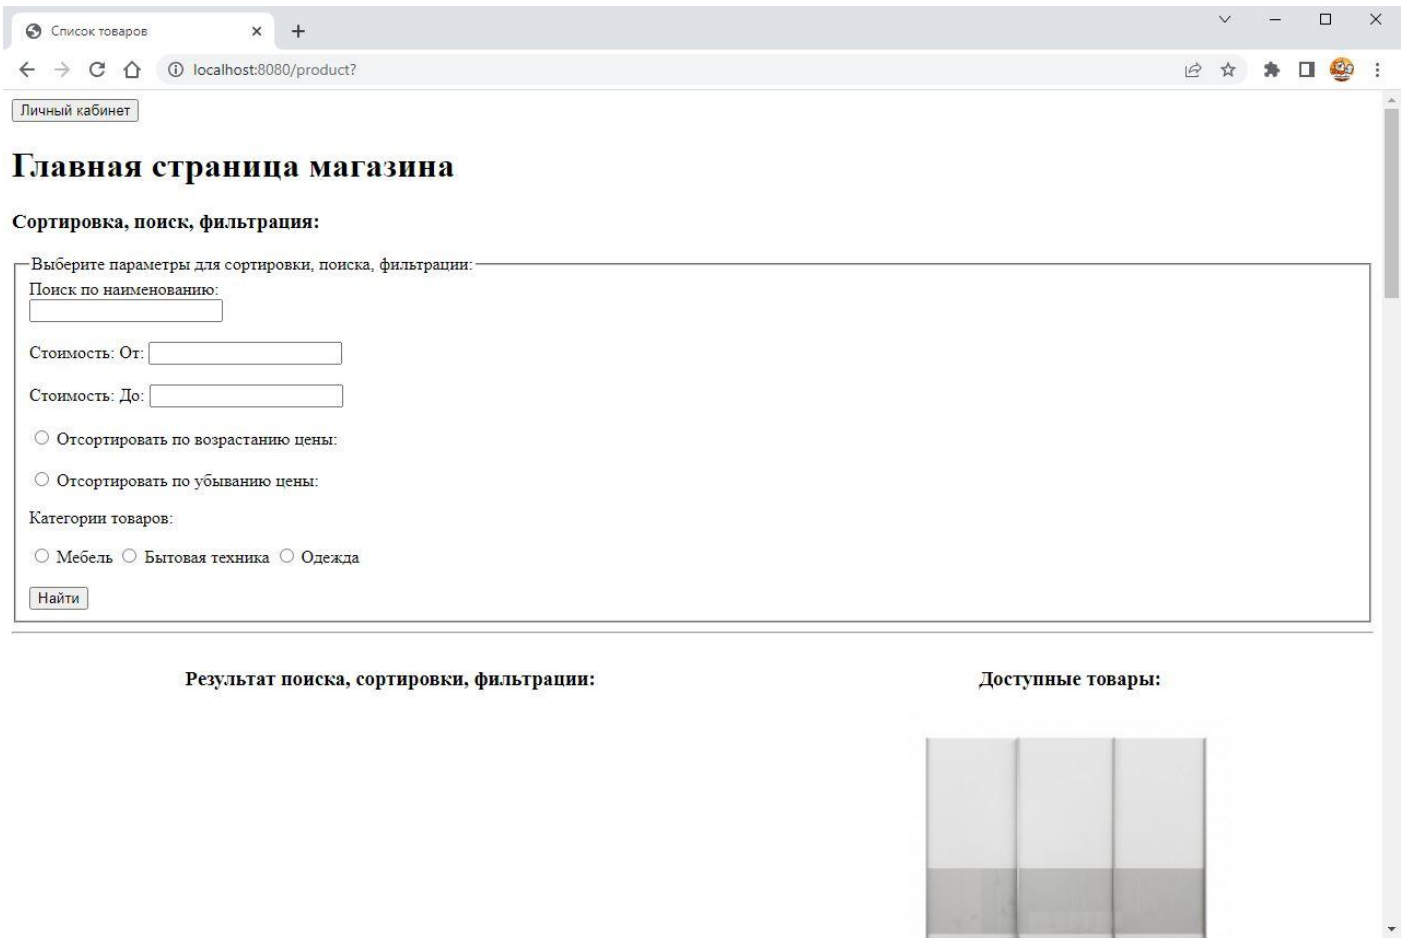 Список товаров
localhost:8080/product?
Личный кабинет
Главная страница магазина
Сортировка, поиск, фильтрация:
Выберите параметры для сортировки, поиска, фильтрации:
Поиск по наименованию:
Стоимость: От:
Стоимость: До:
Отсортировать по возрастанию цены:
Отсортировать по убыванию цены:
Категории товаров:
Мебель Бытовая техника Одежда
Найти
Результат поиска, сортировки, фильтрации:
Доступные товары: